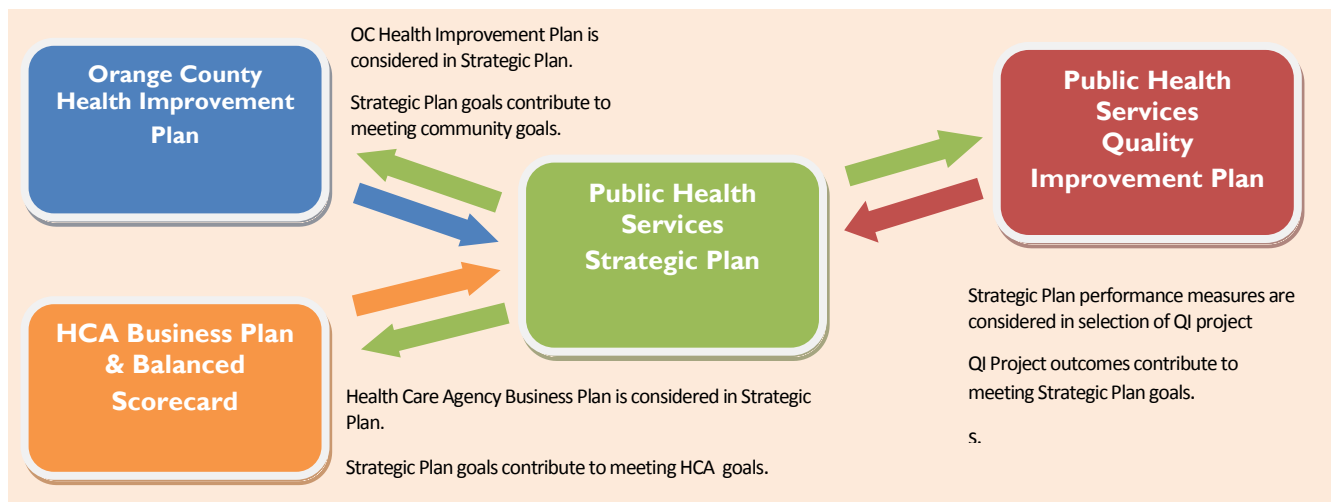 Orange County
Health Improvement
Plan
OC Health Improvement Plan is
considered in Strategic Plan.
Strategic Plan goals contribute to
meeting community goals.
Public Health
Services
Strategic Plan
Public Health
Services
Quality
Improvement Plan
HCA Business Plan
& Balanced
Scorecard
Health Care Agency Business Plan is considered in Strategic
Plan.
Strategic Plan goals contribute to meeting HCA goals.
Strategic Plan performance measures are
considered in selection of QI project
QI Project outcomes contribute to
meeting Strategic Plan goals.
s.